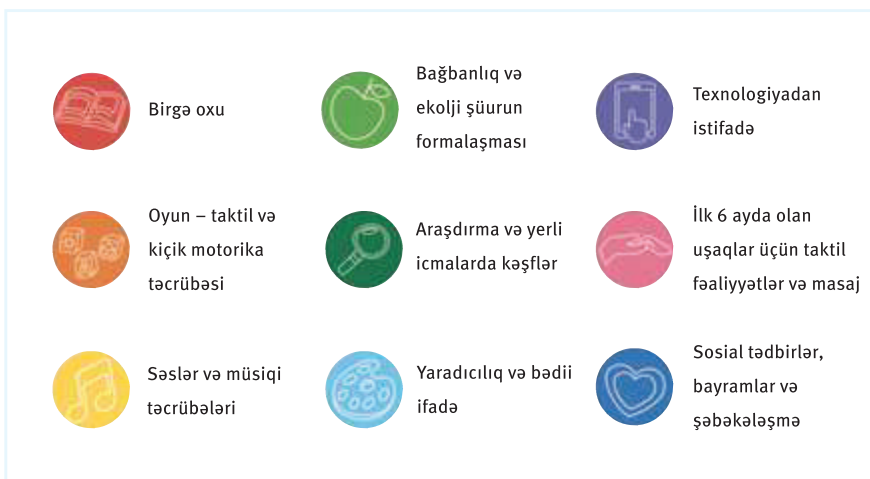 Birgə oxu
Bağbanlıq və
ekolji şüurun
formalaşması
Texnologiyadan
istifadə
Oyun – taktil və
kiçik motorika
təcrübəsi
Araşdırma və yerli
icmalarda kəşflər
İlk 6 ayda olan
uşaqlar üçün taktil
fəaliyyətlər və masaj
Səslər və müsiqi
təcrübələri
Yaradıcılıq və bədii
ifadə
Sosial tədbirlər,
bayramlar və
şəbəkələşmə